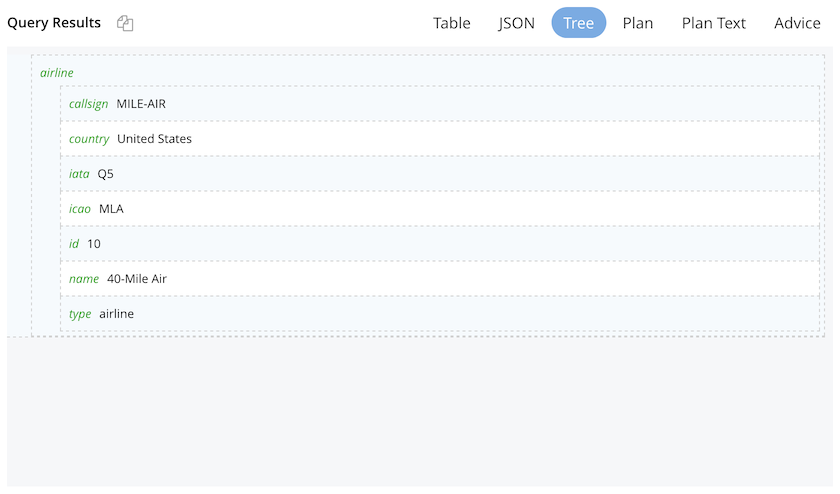 Query Results Table JSON Tree Plan Plan Text Advice
airline
callsign MILE-AIR
country United States
iata Q5
icao MLA
id 10
name 40-Mile Air
type airline